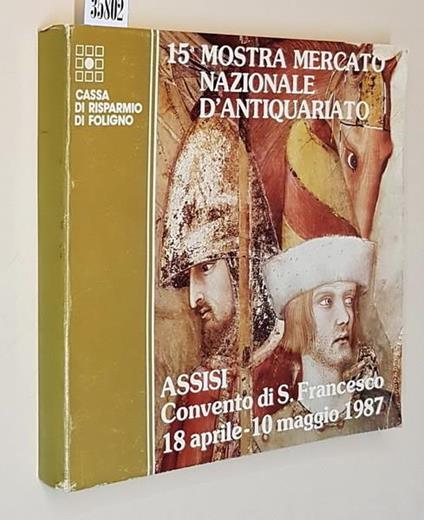 35802
CASSA
DI RISPARMIO
DI FOLIGNO
15ª MOSTRA MERCATO
NAZIONALE
D'ANTIQUARIATO
ASSISI
Convento di S. Francesco
18 aprile-10 maggio 1987